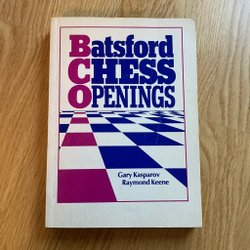 Batsford
CHESS
OPENINGS
Gary Kasparov
Raymond Keene